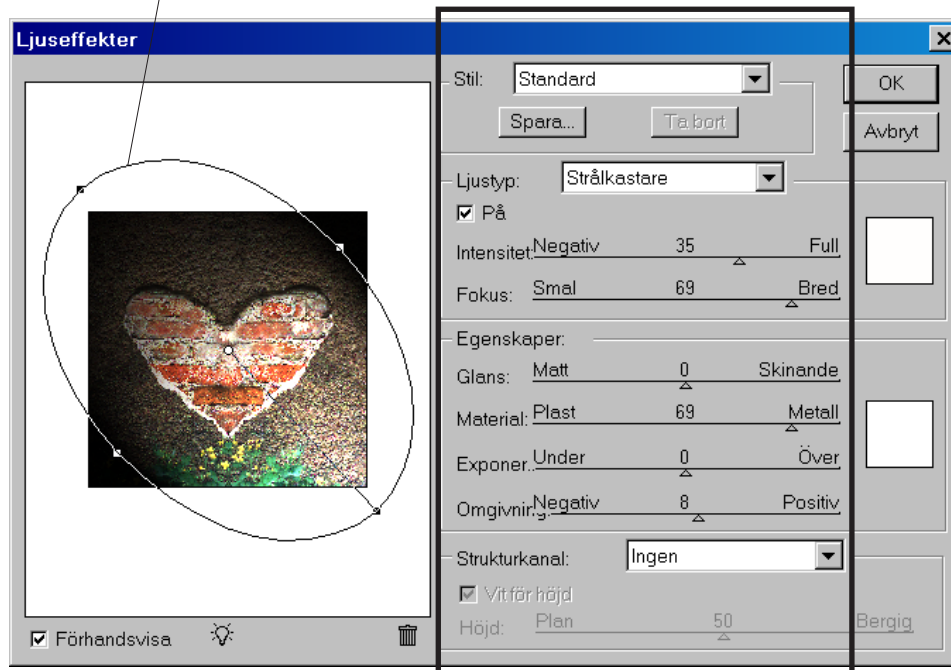 Ljuseffekter
Stil: Standard
OK
Spara... Ta bort
Avbryt
Ljustyp: Strålkastare
På
Intensitet: Negativ 35 Full
Fokus: Smal 69 Bred
Egenskaper:
Glans: Matt 0 Skinande
Material: Plast 69 Metall
Exponer.. Under 0 Över
Omgivning: Negativ 8 Positiv
Strukturkanal: Ingen
Vit för höjd
Höjd: Plan 50 Bergig
Förhandsvisa